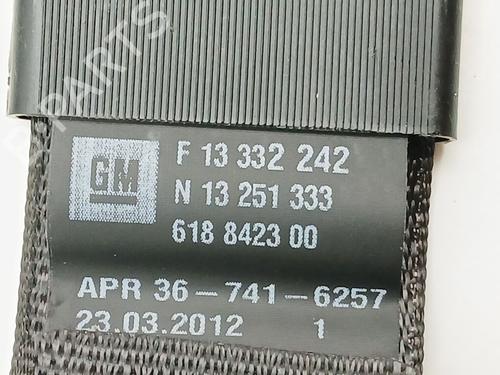 GM
F 13 332 242
N 13 251 333
618 8423 00
APR 36-741-6257
23.03.2012 1